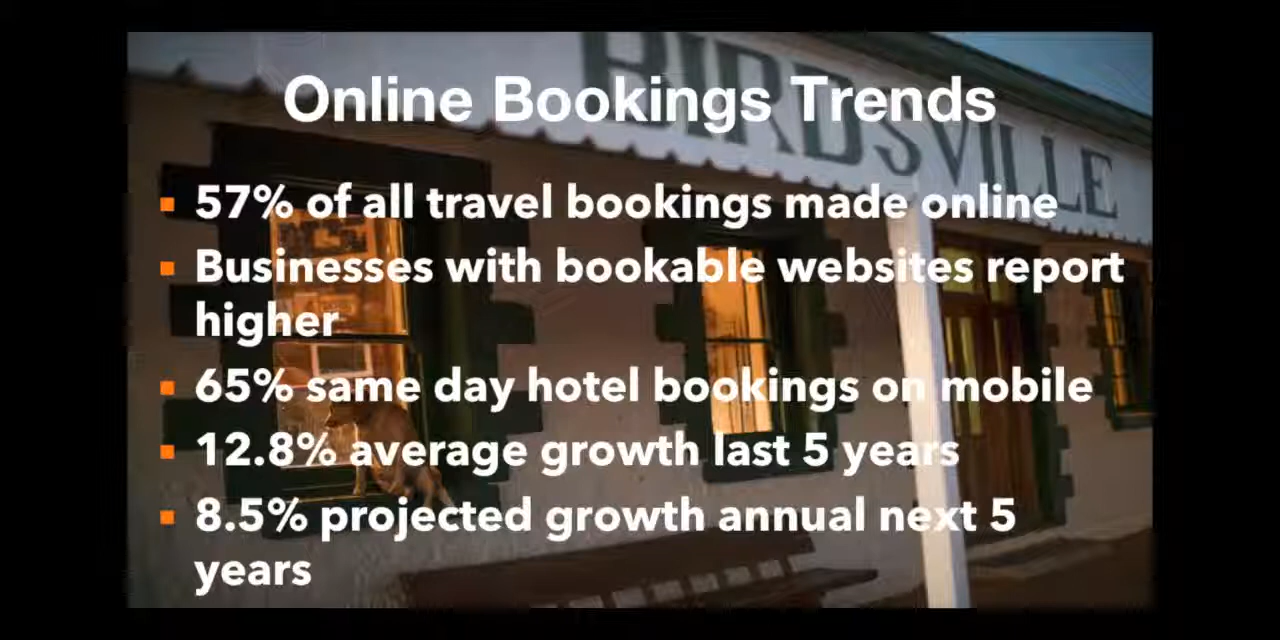 Online Bookings Trends
BIRDSVILLE
57% of all travel bookings made online
Businesses with bookable websites report
higher
65% same day hotel bookings on mobile
12.8% average growth last 5 years
8.5% projected growth annual next 5
years